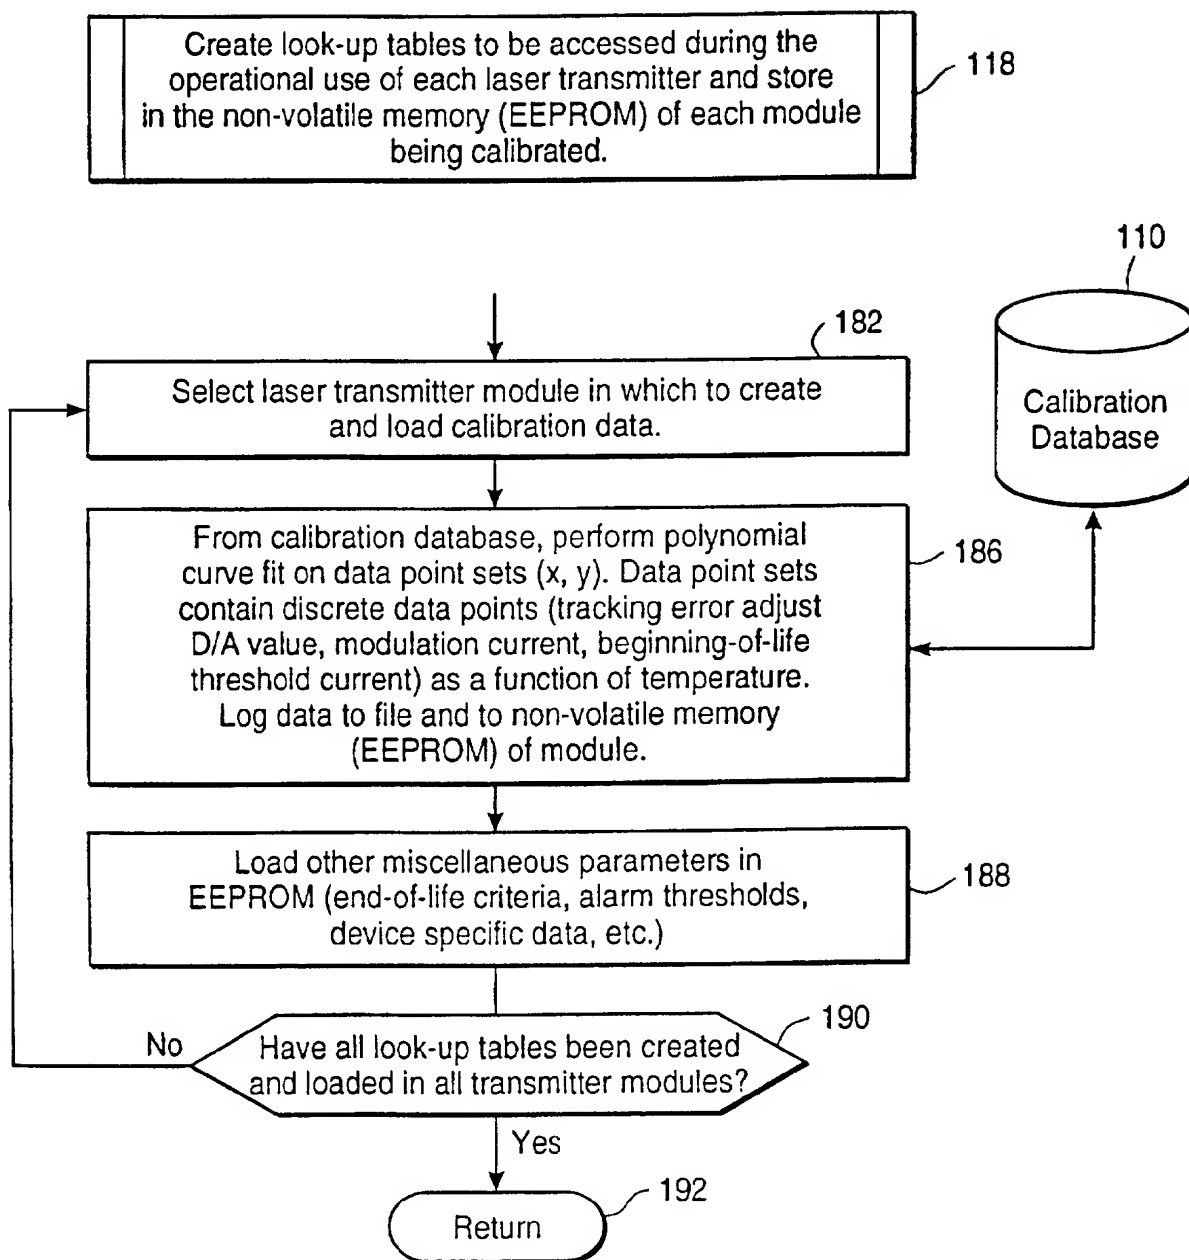 Create look-up tables to be accessed during the
operational use of each laser transmitter and store
in the non-volatile memory (EEPROM) of each module
being calibrated.
118
110
182
Select laser transmitter module in which to create
and load calibration data.
Calibration
Database
From calibration database, perform polynomial
curve fit on data point sets (x, y). Data point sets
contain discrete data points (tracking error adjust
D/A value, modulation current, beginning-of-life
threshold current) as a function of temperature.
Log data to file and to non-volatile memory
(EEPROM) of module.
186
Load other miscellaneous parameters in
EEPROM (end-of-life criteria, alarm thresholds,
device specific data, etc.)
188
190
No
Have all look-up tables been created
and loaded in all transmitter modules?
Yes
192
Return